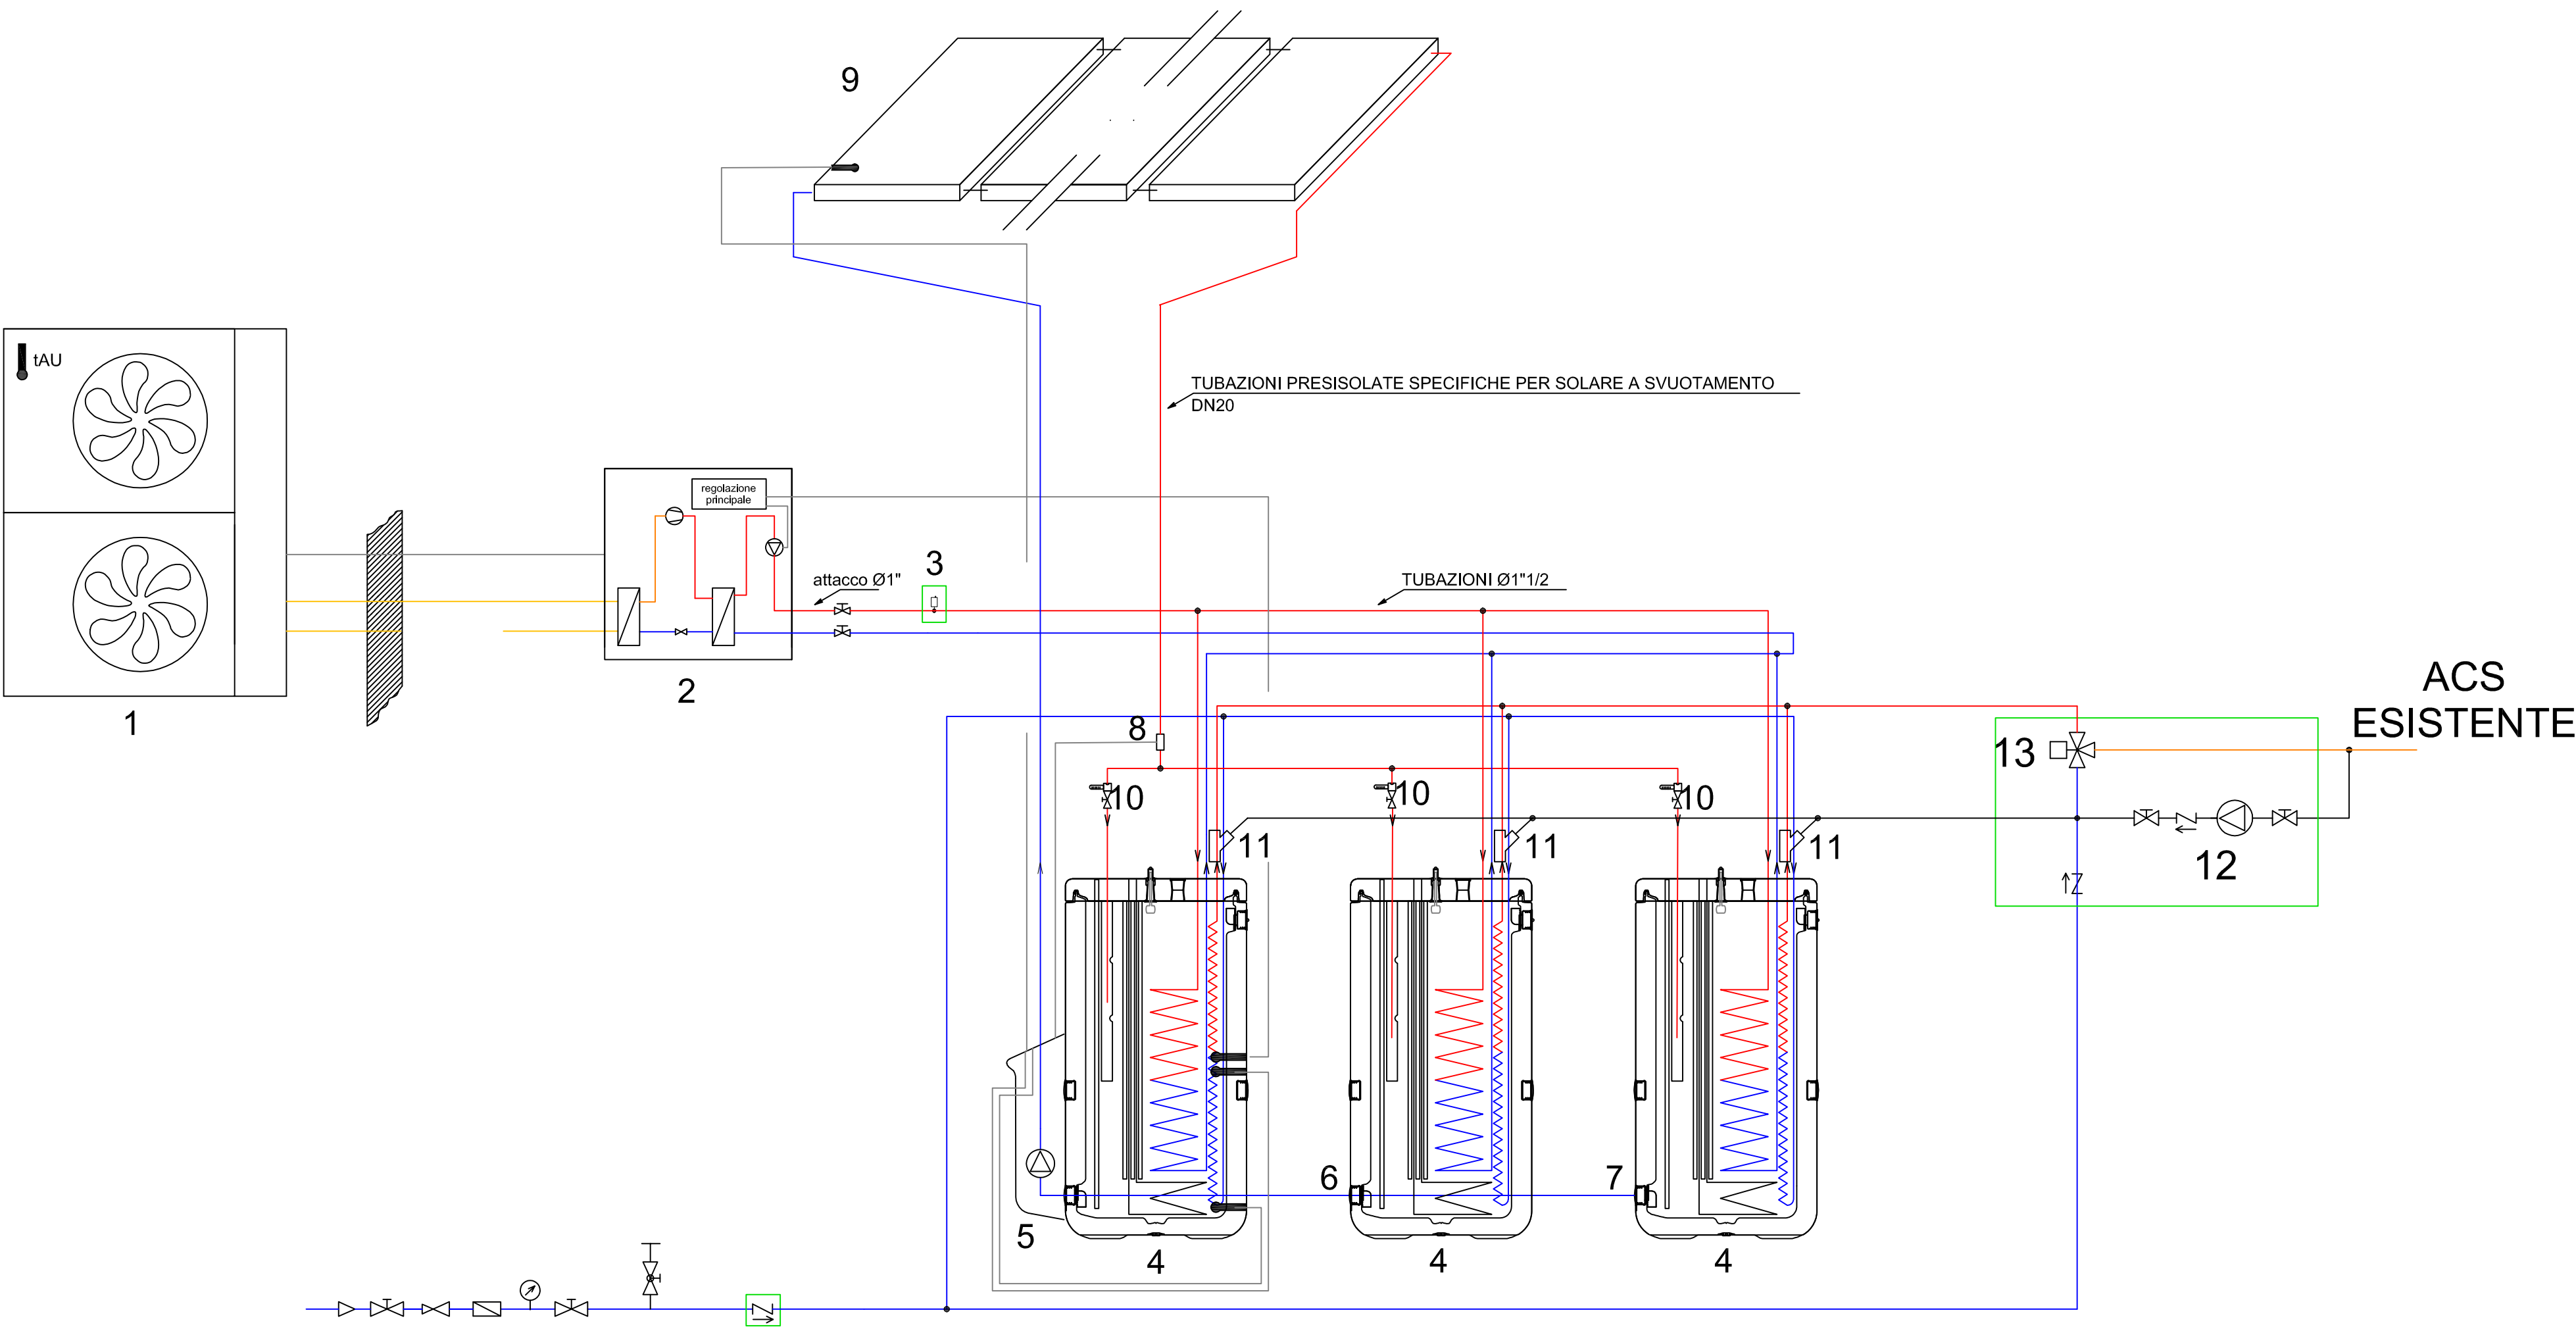 9
tAU
TUBAZIONI PRESISOLATE SPECIFICHE PER SOLARE A SVUOTAMENTO
DN20
regolazione
principale
attacco Ø1"
3
TUBAZIONI Ø1"1/2
1
2
ACS
ESISTENTE
8
13
10
10
10
11
11
11
12
5
6
7
4
4
4